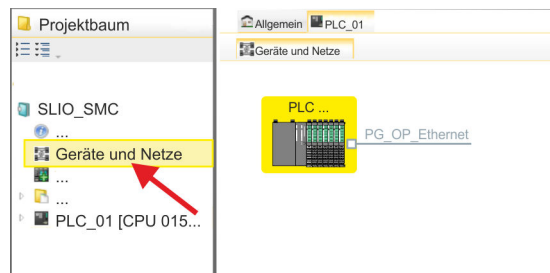 Projektbaum
SLIO_SMC
...
Geräte und Netze
...
...
PLC_01 [CPU 015...
Allgemein PLC_01
Geräte und Netze
PLC ...
PG_OP_Ethernet